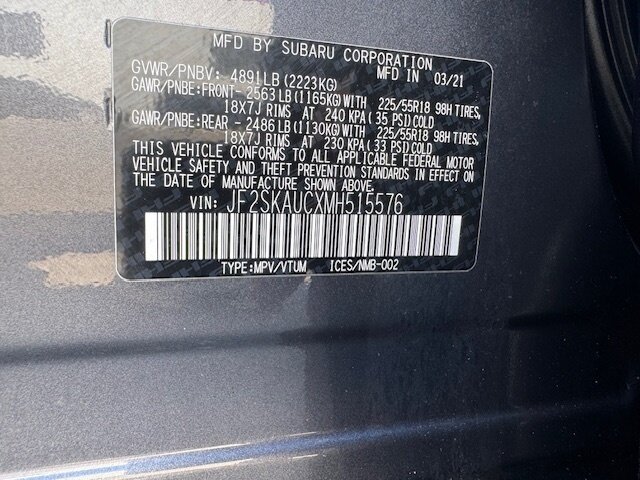 MFD BY SUBARU CORPORATION
GVWR/PNBV: 4891LB(2223KG) MFD IN 03/21
GAWR/PNBE:FRONT- 2563LB(1165KG)WITH 225/55R18 98H TIRES,
18X7J RIMS AT 240 KPA(35 PSI)COLD
GAWR/PNBE:REAR - 2486LB(1130KG)WITH 225/55R18 98H TIRES,
18X7J RIMS AT 230 KPA(33 PSI)COLD
THIS VEHICLE CONFORMS TO ALL APPLICABLE FEDERAL MOTOR
VEHICLE SAFETY AND THEFT PREVENTION STANDARDS IN EFFECT
ON THE DATE OF MANUFACTURE SHOWN ABOVE.
VIN: JF2SKAUCXMH515576
TYPE:MPV/VTUM ICES/NMB-002